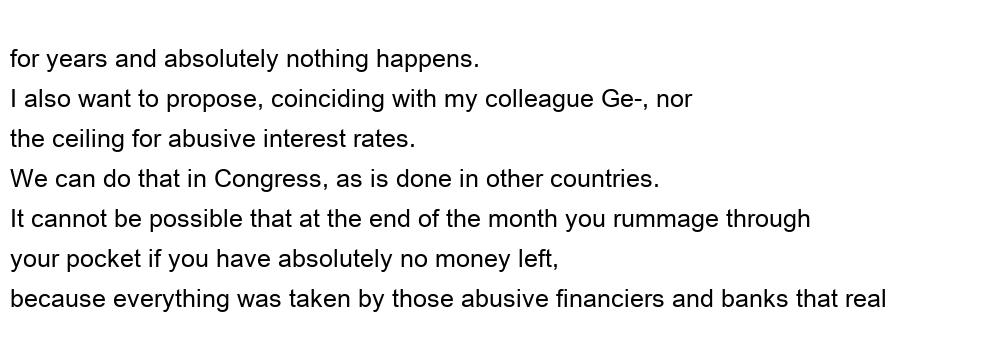 for years and absolutely nothing happens.
I also want to propose, coinciding with my colleague Ge-, nor
the ceiling for abusive interest rates.
We can do that in Congress, as is done in other countries.
It cannot be possible that at the end of the month you rummage through
your pocket if you have absolutely no money left,
because everything was taken by those abusive financiers and banks that real